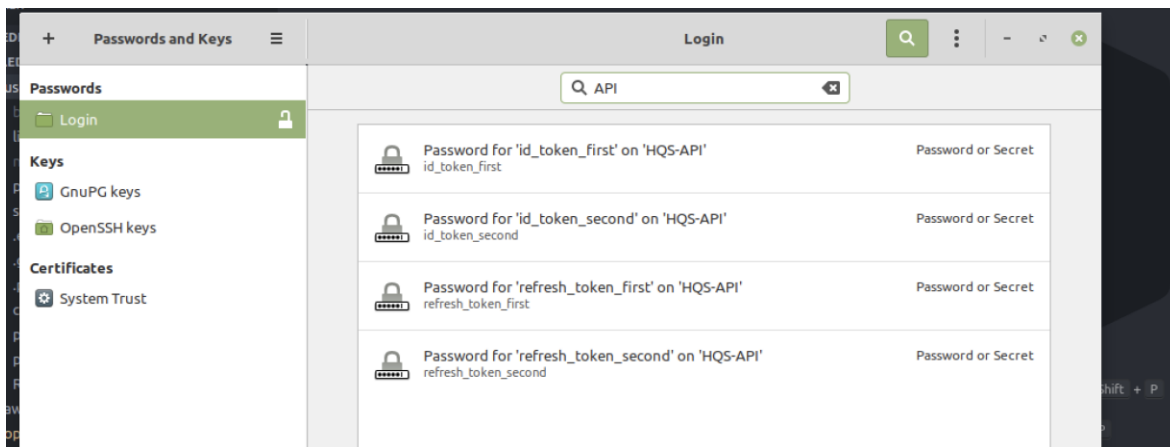 Passwords and Keys
Login
API
Passwords
Login
Keys
GnuPG keys
OpenSSH keys
Certificates
System Trust
Password for 'id_token_first' on 'HQS-API'
Password or Secret
id_token_first
Password for 'id_token_second' on 'HQS-API'
Password or Secret
id_token_second
Password for 'refresh_token_first' on 'HQS-API'
Password or Secret
refresh_token_first
Password for 'refresh_token_second' on 'HQS-API'
Password or Secret
refresh_token_second
Shift + P